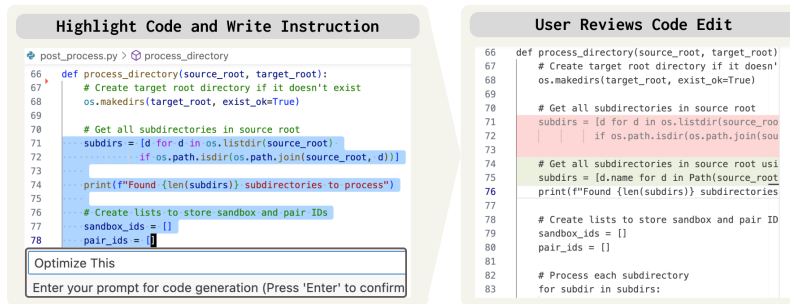 Highlight Code and Write Instruction
post_process.py > process_directory
66 def process_directory(source_root, target_root):
67 # Create target root directory if it doesn't exist
68 os.makedirs(target_root, exist_ok=True)
69
70 # Get all subdirectories in source root
71 subdirs = [d for d in os.listdir(source_root)
72 if os.path.isdir(os.path.join(source_root, d))]
73
74 print(f"Found {len(subdirs)} subdirectories to process")
75
76 # Create lists to store sandbox and pair IDs
77 sandbox_ids = []
78 pair_ids = []
Optimize This
Enter your prompt for code generation (Press 'Enter' to confirm
User Reviews Code Edit
66 def process_directory(source_root, target_root)
67 # Create target root directory if it doesn'
68 os.makedirs(target_root, exist_ok=True)
69
70 # Get all subdirectories in source root
71 subdirs = [d for d in os.listdir(source_roo
72 if os.path.isdir(os.path.join(sou
73
74 # Get all subdirectories in source root usi
75 subdirs = [d.name for d in Path(source_root
76 print(f"Found {len(subdirs)} subdirectories
77
78 # Create lists to store sandbox and pair ID
79 sandbox_ids = []
80 pair_ids = []
81
82 # Process each subdirectory
83 for subdir in subdirs: